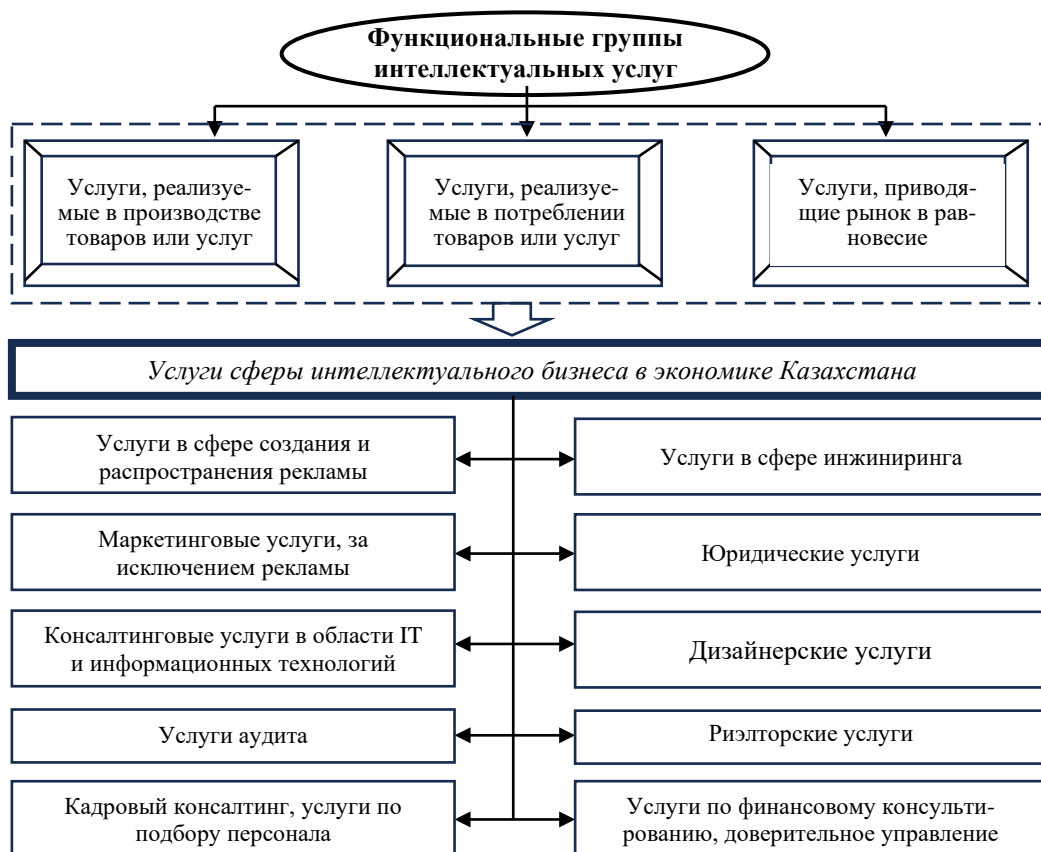 Функциональные группы
интеллектуальных услуг
Услуги, реализуе-
мые в производстве
товаров или услуг
Услуги, реализуе-
мые в потреблении
товаров или услуг
Услуги, приводя-
щие рынок в рав-
новесие
Услуги сферы интеллектуального бизнеса в экономике Казахстана
Услуги в сфере создания и
распространения рекламы
Услуги в сфере инжиниринга
Маркетинговые услуги, за
исключением рекламы
Юридические услуги
Консалтинговые услуги в области IT
и информационных технологий
Дизайнерские услуги
Услуги аудита
Риэлторские услуги
Кадровый консалтинг, услуги по
подбору персонала
Услуги по финансовому консульти-
рованию, доверительное управление